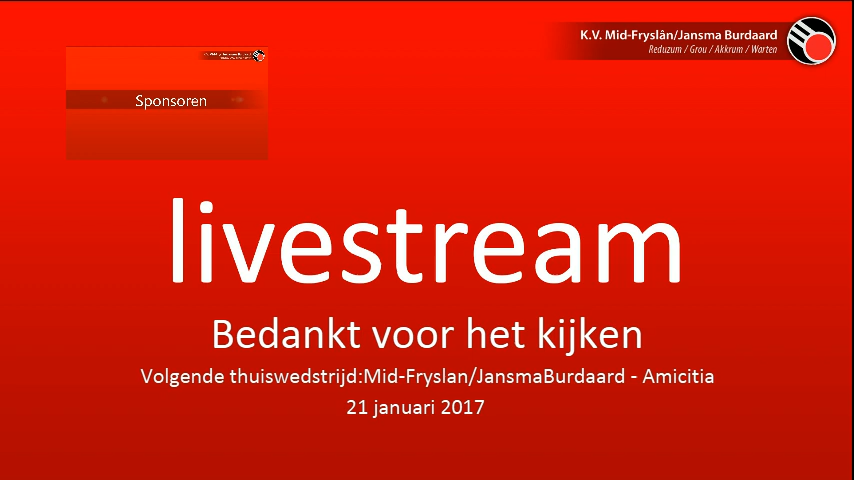 K.V. Mid-Fryslân/Jansma Burdaard
Reduzum / Grou / Akkrum / Warten
Sponsoren
livestream
Bedankt voor het kijken
Volgende thuiswedstrijd:Mid-Fryslan/JansmaBurdaard - Amicitia
21 januari 2017